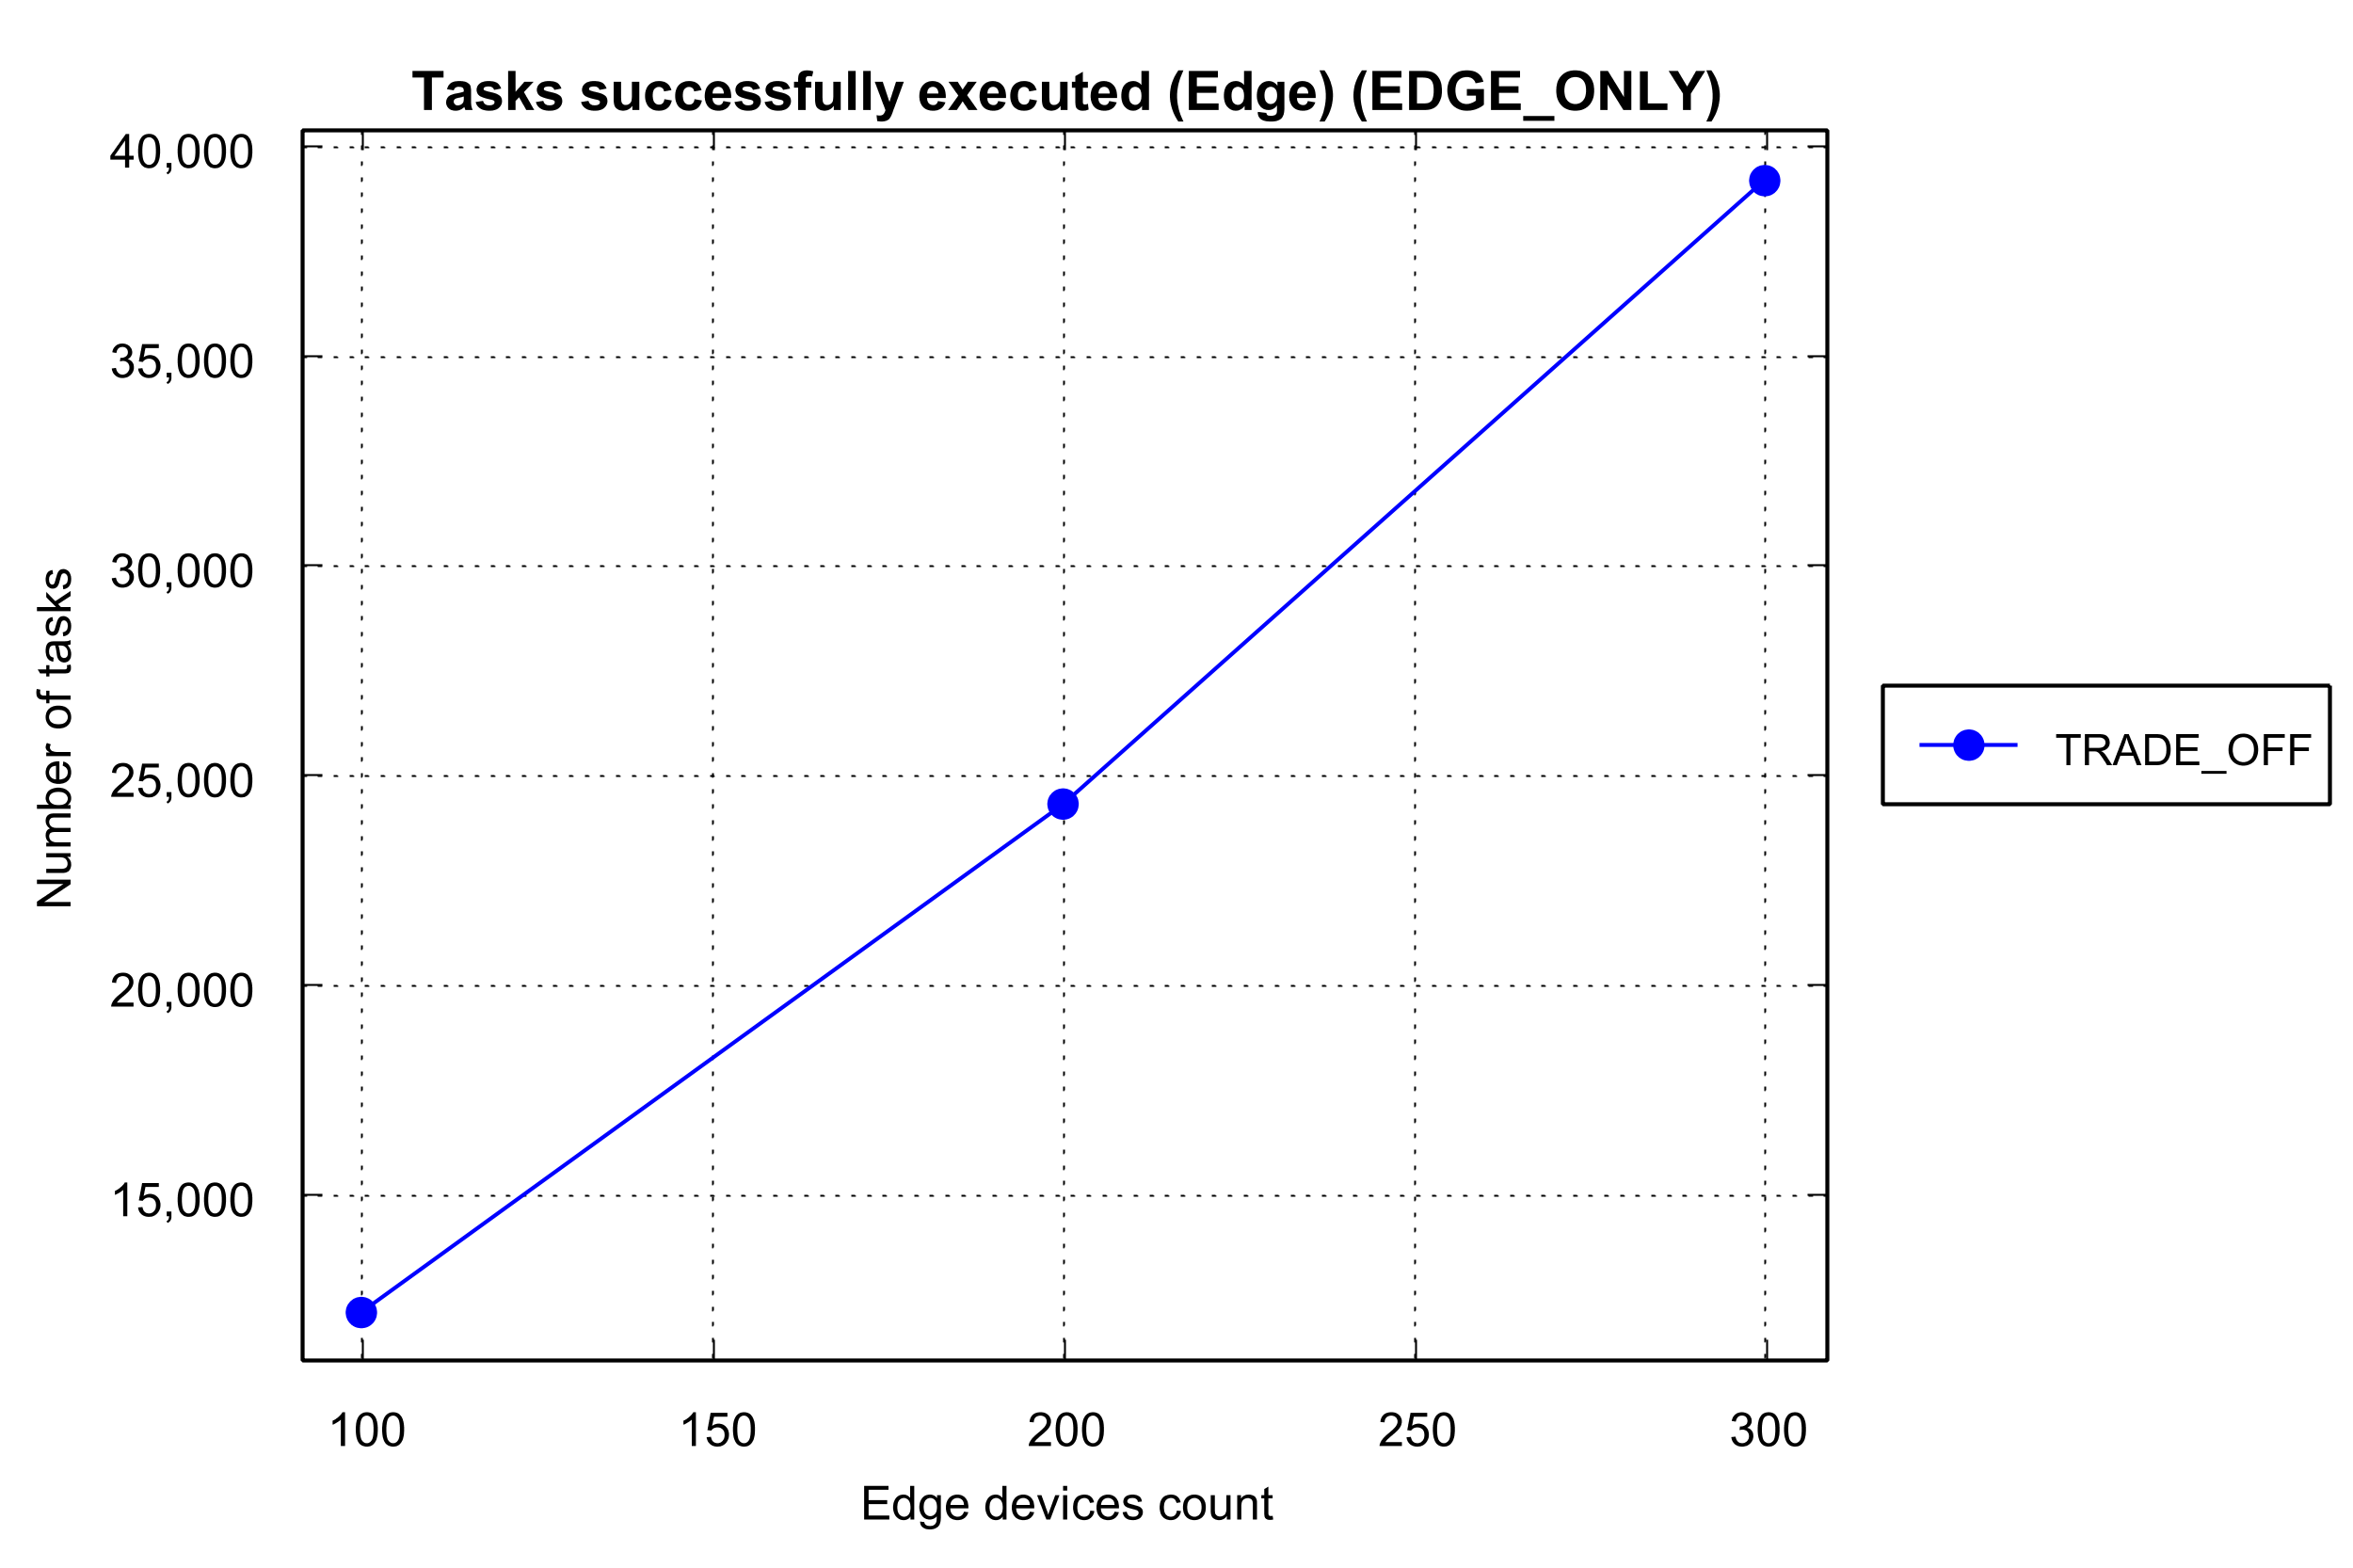 Tasks successfully executed (Edge) (EDGE_ONLY)
40,000
35,000
30,000
25,000
20,000
15,000
Number of tasks
100 150 200 250 300
Edge devices count
TRADE_OFF